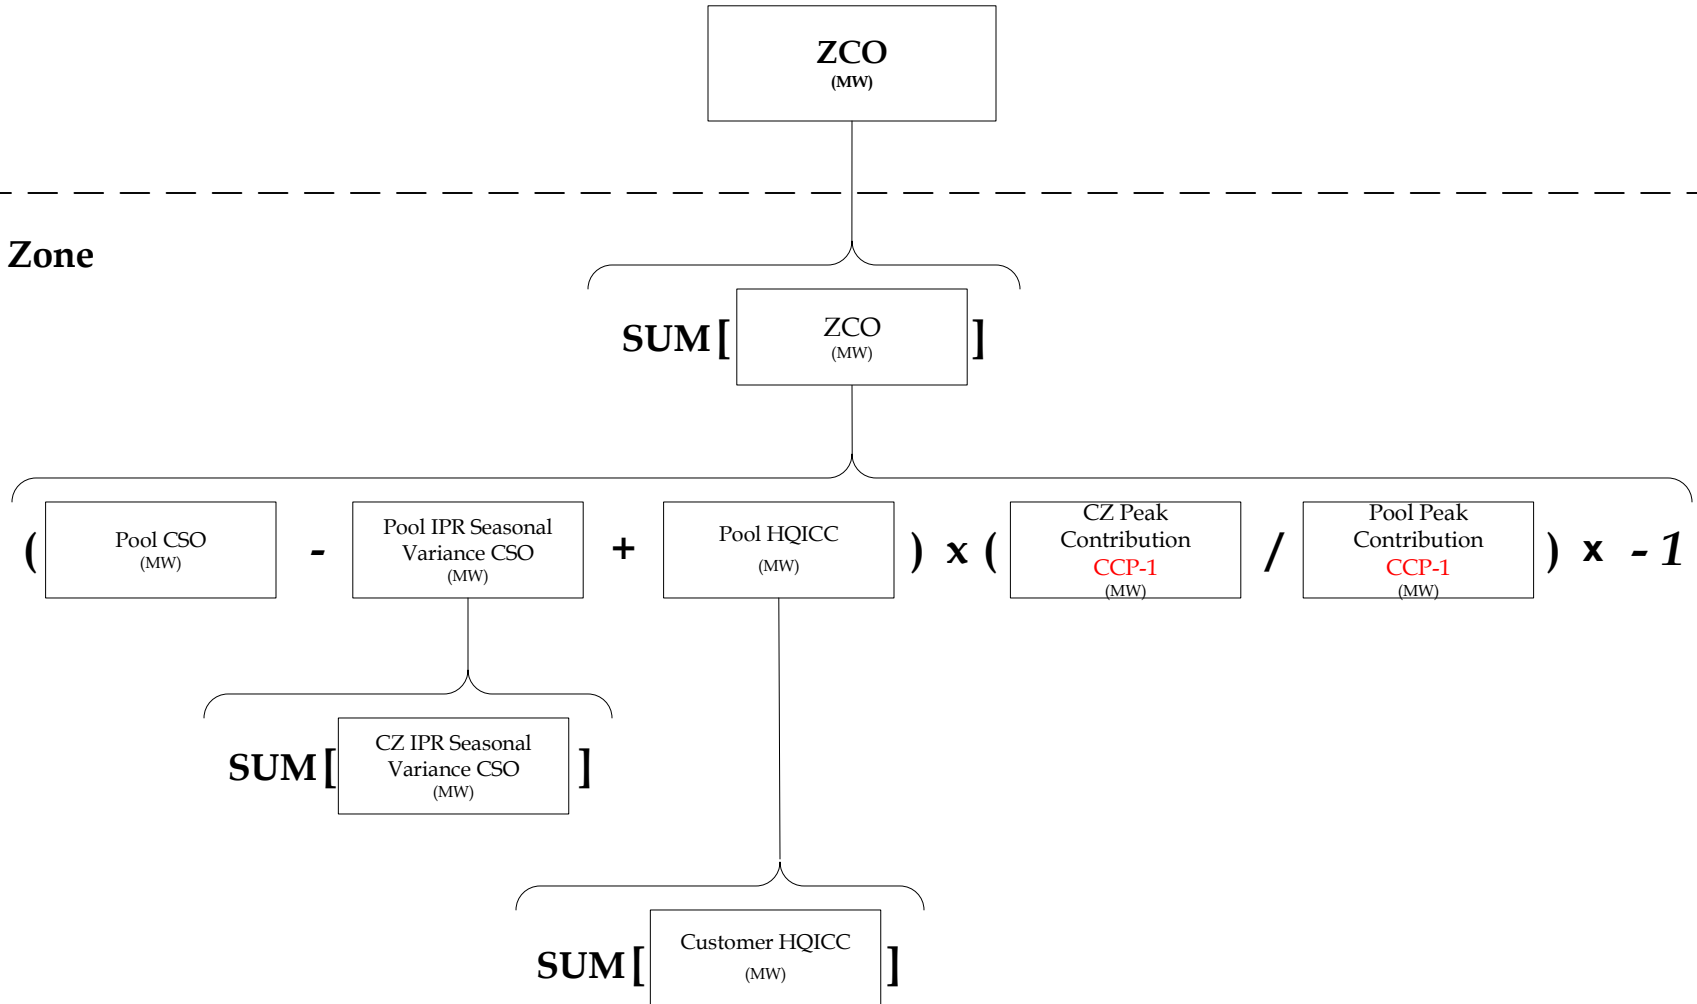 ZCO
(MW)
Zone
SUM [ ZCO ]
(MW)
( Pool CSO - Pool IPR Seasonal + Pool HQICC ) x ( CZ Peak / Pool Peak ) x - 1
(MW) Variance CSO (MW) Contribution Contribution
(MW) CCP-1 CCP-1
(MW) (MW)
SUM [ CZ IPR Seasonal ]
Variance CSO
(MW)
SUM [ Customer HQICC ]
(MW)